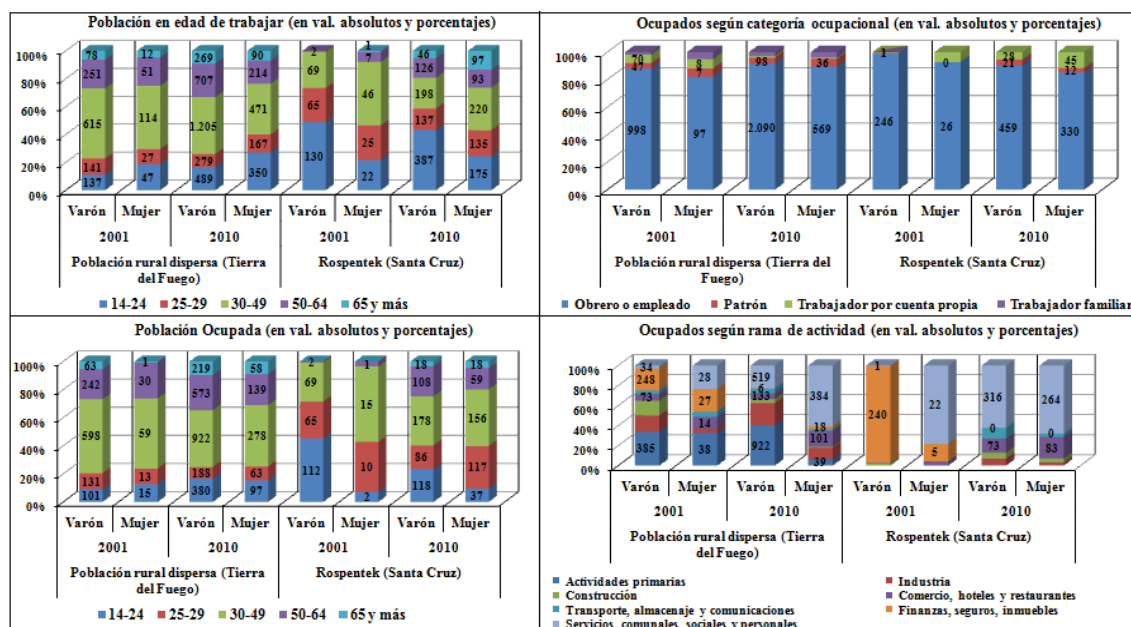 Población en edad de trabajar (en val. absolutos y porcentajes)
100%
80%
60%
40%
20%
0%
78 12 269 90 2 1 46 97
251 51 707 214 69 7 126 93
615 114 1.205 471 65 46 198 220
141 27 279 167 130 25 137 135
137 47 489 350 22 387 175
Varón Mujer Varón Mujer Varón Mujer Varón Mujer
2001 2010 2001 2010
Población rural dispersa (Tierra del Fuego) Rospentek (Santa Cruz)
14-24 25-29 30-49 50-64 65 y más
Ocupados según categoría ocupacional (en val. absolutos y porcentajes)
100%
80%
60%
40%
20%
0%
70 8 98 36 1 0 28 45
47 7 21 12
998 97 2.090 569 246 26 459 330
Varón Mujer Varón Mujer Varón Mujer Varón Mujer
2001 2010 2001 2010
Población rural dispersa (Tierra del Fuego) Rospentek (Santa Cruz)
Obrero o empleado Patrón Trabajador por cuenta propia Trabajador familiar
Población Ocupada (en val. absolutos y porcentajes)
100%
80%
60%
40%
20%
0%
63 1 219 58 2 1 18 18
242 30 573 139 69 15 108 59
598 59 922 278 65 10 178 156
131 13 188 63 112 2 86 117
101 15 380 97 118 37
Varón Mujer Varón Mujer Varón Mujer Varón Mujer
2001 2010 2001 2010
Población rural dispersa (Tierra del Fuego) Rospentek (Santa Cruz)
14-24 25-29 30-49 50-64 65 y más
Ocupados según rama de actividad (en val. absolutos y porcentajes)
100%
80%
60%
40%
20%
0%
34 28 519 384 1 22 316 264
248 27 6 18 240 5 0 0
73 14 133 101 73 83
385 38 922 39
Varón Mujer Varón Mujer Varón Mujer Varón Mujer
2001 2010 2001 2010
Población rural dispersa (Tierra del Fuego) Rospentek (Santa Cruz)
Actividades primarias Industria
Construcción Comercio, hoteles y restaurantes
Transporte, almacenaje y comunicaciones Finanzas, seguros, inmuebles
Servicios, comunales, sociales y personales